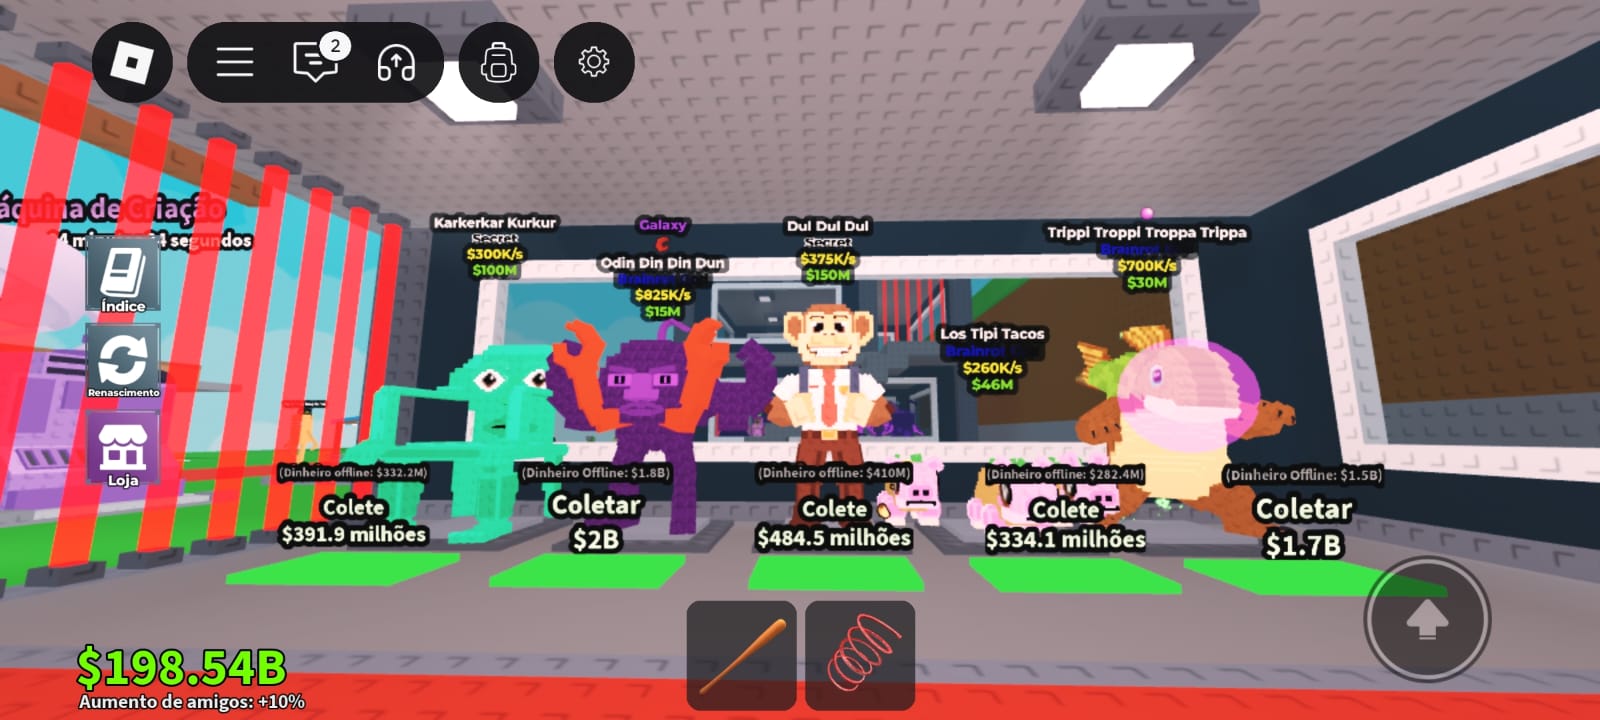 2
áquina de Criação
segundos
Índice
Renascimento
Loja
Karkerkar Kurkur
Secret
$300K/s
$100M
Galaxy
Odin Din Din Dun
Brainrot
$825K/s
$15M
Dul Dul Dul
Secret
$375K/s
$150M
Los Tipi Tacos
Brainrot
$260K/s
$46M
Trippi Troppi Troppa Trippa
Brainrot
$700K/s
$30M
(Dinheiro offline: $332.2M)
Colete
$391.9 milhões
(Dinheiro Offline: $1.8B)
Coletar
$2B
(Dinheiro offline: $410M)
Colete
$484.5 milhões
(Dinheiro offline: $282.4M)
Colete
$334.1 milhões
(Dinheiro Offline: $1.5B)
Coletar
$1.7B
$198.54B
Aumento de amigos: +10%